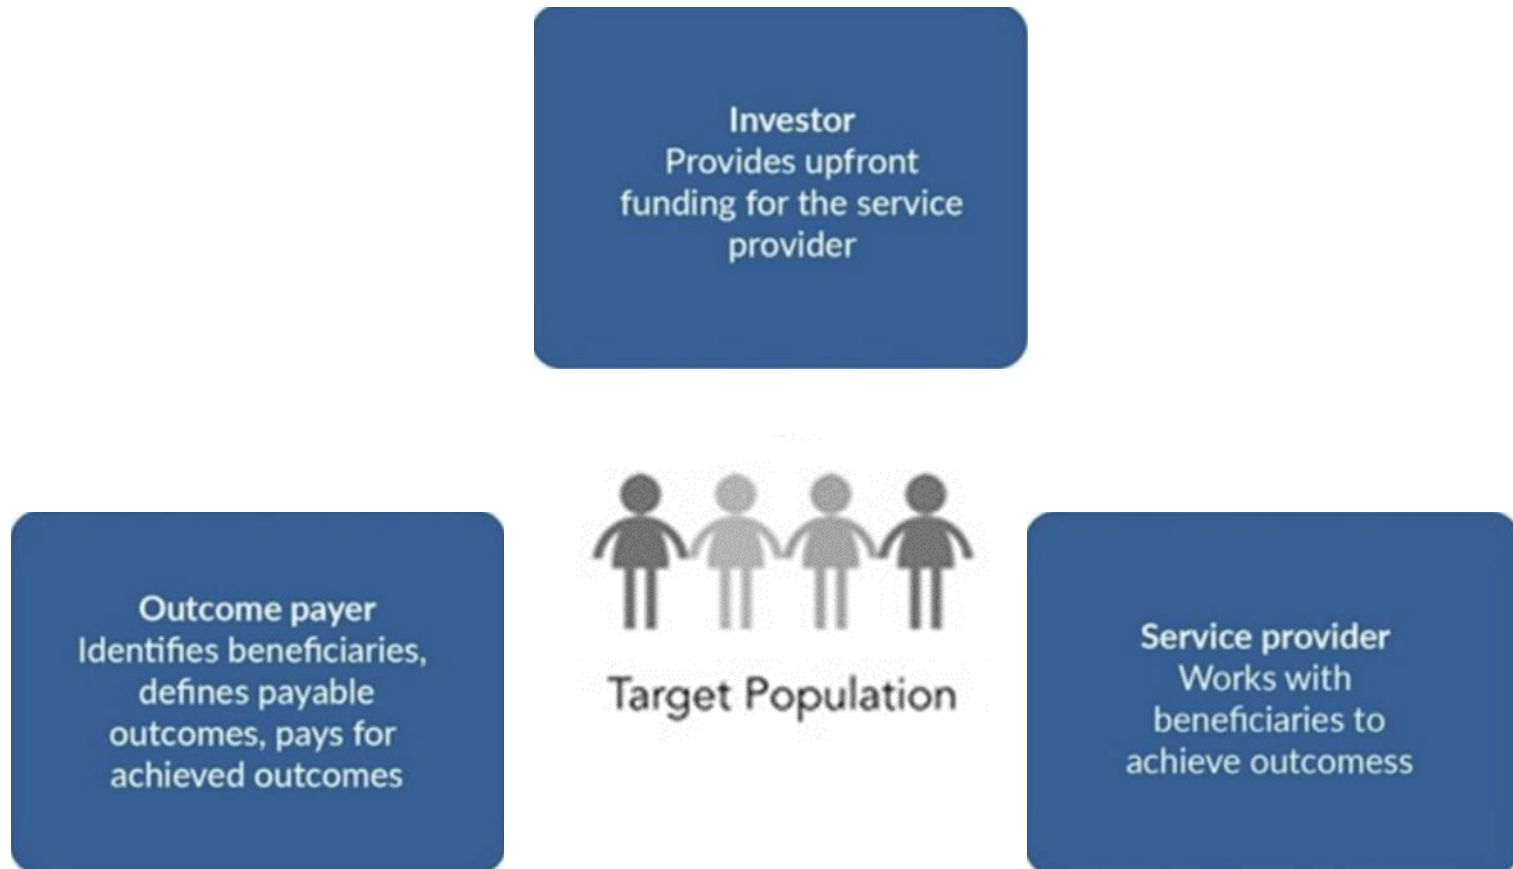 Investor
Provides upfront
funding for the service
provider
Outcome payer
Identifies beneficiaries,
defines payable
outcomes, pays for
achieved outcomes
Target Population
Service provider
Works with
beneficiaries to
achieve outcomess